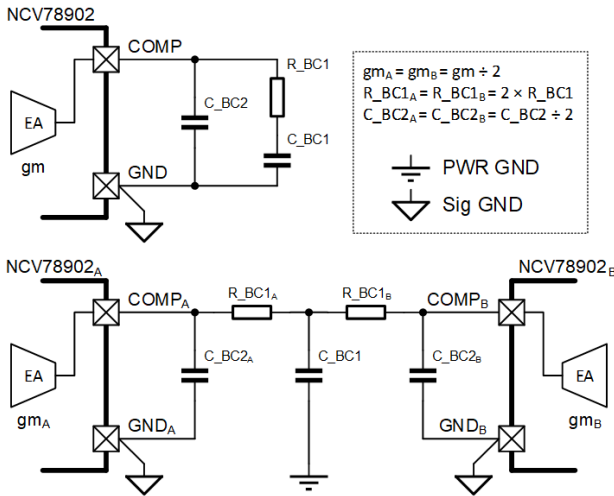 NCV78902
COMP
R_BC1
C_BC2
C_BC1
EA
gm
GND
gmA = gmB = gm ÷ 2
R_BC1A = R_BC1B = 2 × R_BC1
C_BC2A = C_BC2B = C_BC2 ÷ 2
PWR GND
Sig GND
NCV78902A
NCV78902B
R_BC1A
R_BC1B
COMPA
COMPB
C_BC2A
C_BC1
C_BC2B
EA
EA
gmA
gmB
GNDA
GNDB